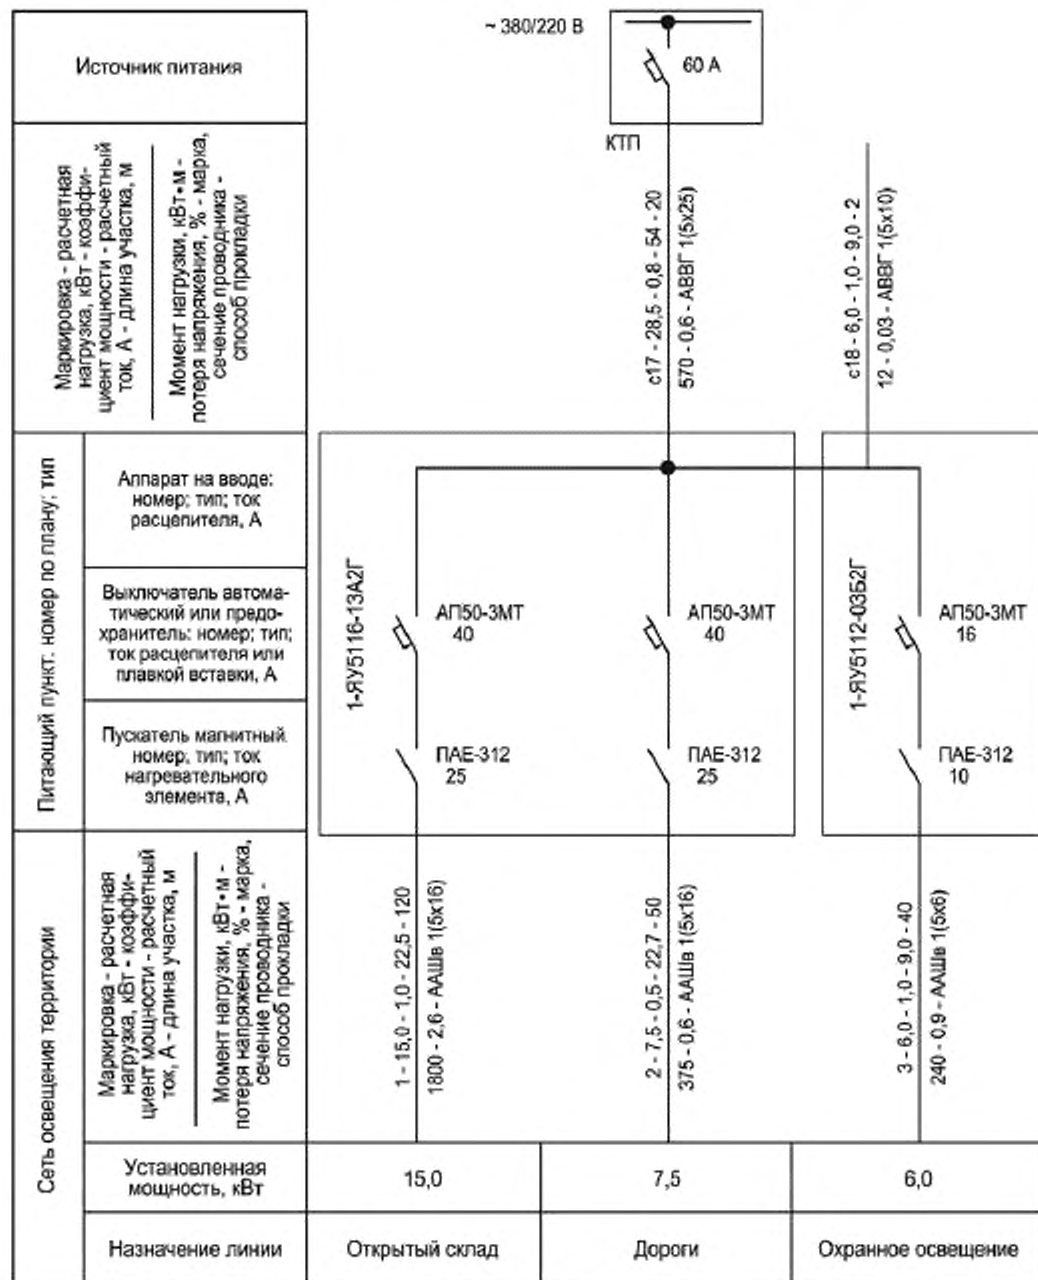 Источник питания
~ 380/220 В
60 А
КТП
Маркировка - расчетная
нагрузка, кВт - коэффи-
циент мощности - расчетный
ток, А - длина участка, м
Момент нагрузки, кВт•м -
потеря напряжения, % - марка,
сечение проводника -
способ прокладки
с17 - 28,5 - 0,8 - 54 - 20
570 - 0,6 - АВВГ 1(5х25)
с18 - 6,0 - 1,0 - 9,0 - 2
12 - 0,03 - АВВГ 1(5х10)
Питающий пункт: номер по плану; тип
Аппарат на вводе:
номер; тип; ток
расцепителя, А
Выключатель автома-
тический или предо-
хранитель: номер; тип;
ток расцепителя или
плавкой вставки, А
Пускатель магнитный
номер; тип; ток
нагревательного
элемента, А
1-ЯУ5116-13А2Г
АП50-3МТ
40
ПАЕ-312
25
АП50-3МТ
40
ПАЕ-312
25
1-ЯУ5112-03Б2Г
АП50-3МТ
16
ПАЕ-312
10
Сеть освещения территории
Маркировка - расчетная
нагрузка, кВт - коэффи-
циент мощности - расчетный
ток, А - длина участка, м
Момент нагрузки, кВт•м -
потеря напряжения, % - марка,
сечение проводника -
способ прокладки
1 - 15,0 - 1,0 - 22,5 - 120
1800 - 2,6 - ААШв 1(5х16)
2 - 7,5 - 0,5 - 22,7 - 50
375 - 0,6 - ААШв 1(5х16)
3 - 6,0 - 1,0 - 9,0 - 40
240 - 0,9 - ААШв 1(5х6)
Установленная
мощность, кВт
15,0
7,5
6,0
Назначение линии
Открытый склад
Дороги
Охранное освещение